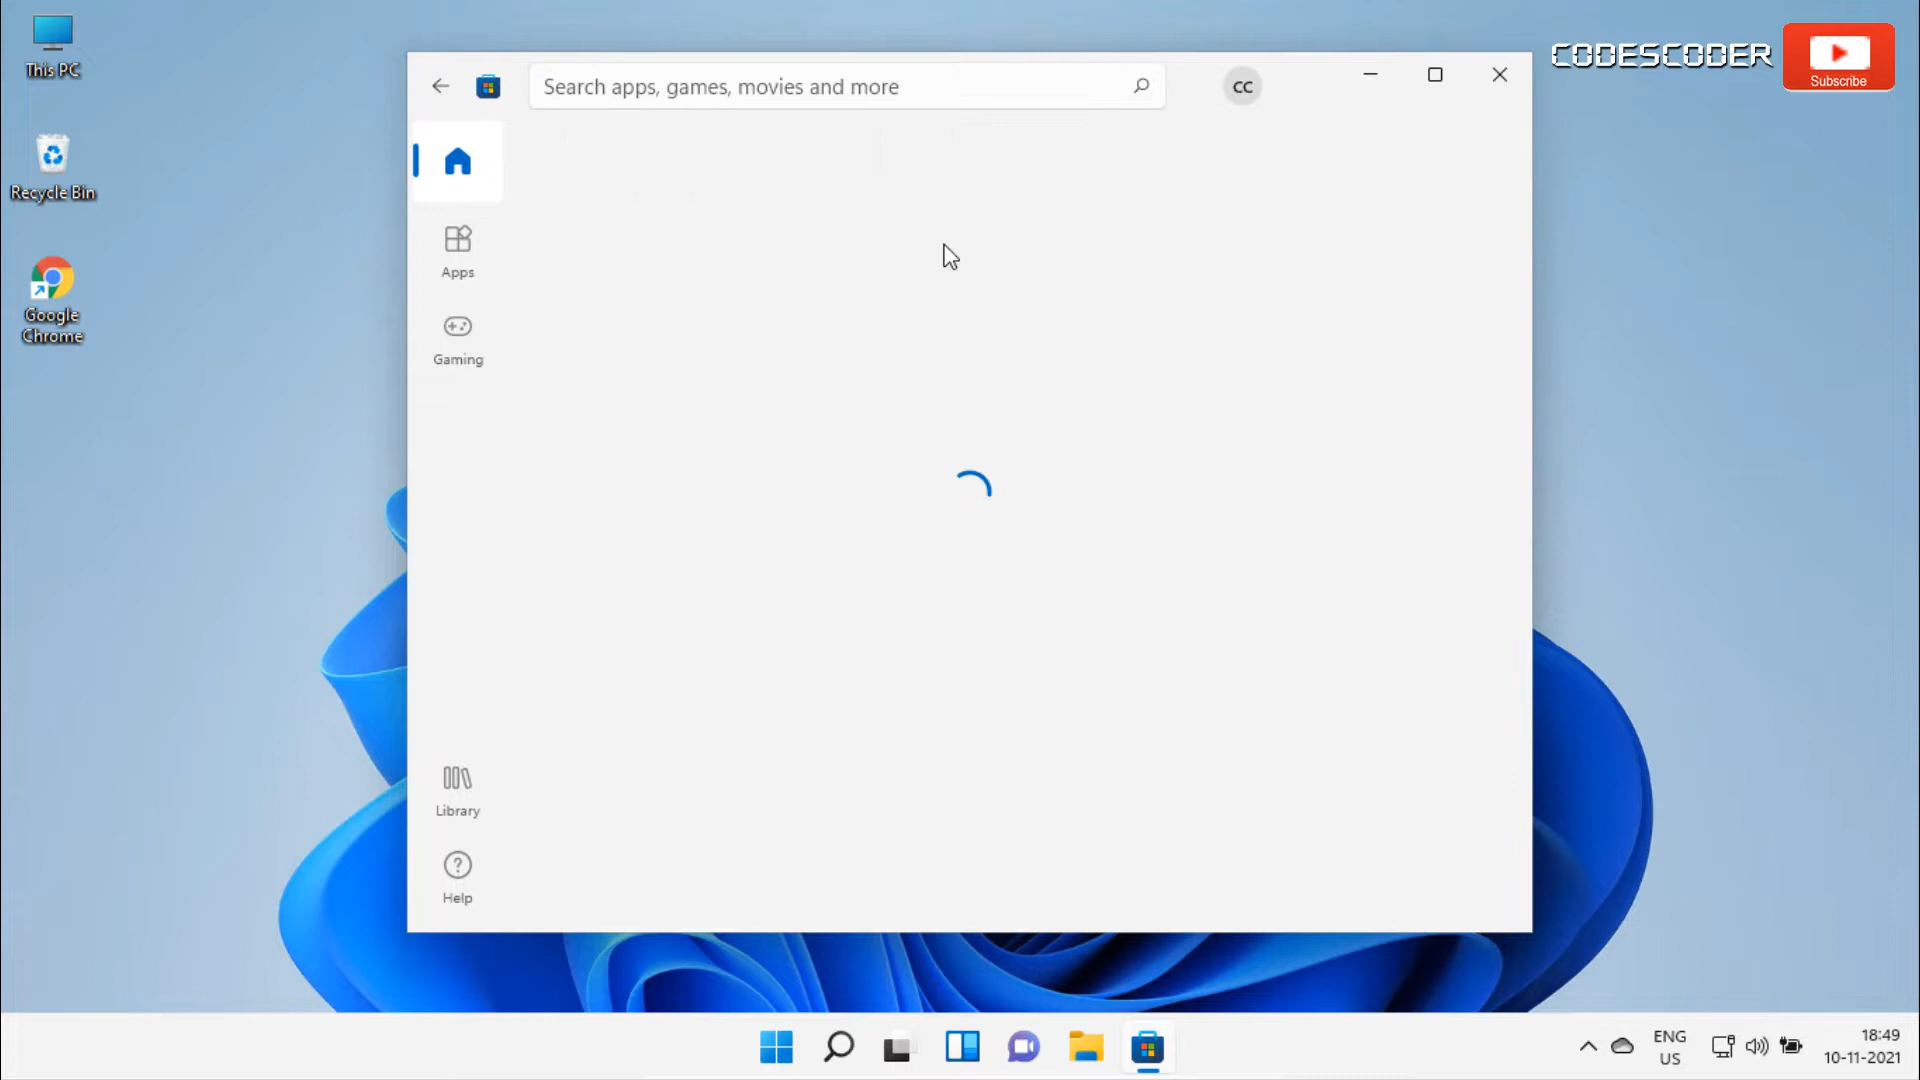 This PC
Recycle Bin
Google
Chrome
Search apps, games, movies and more
CC
CODESCODER
Subscribe
Apps
Gaming
Library
Help
ENG
US
18:49
10-11-2021